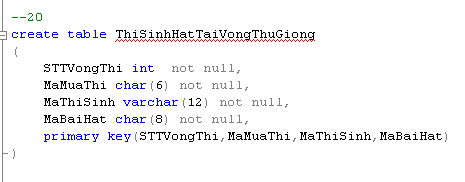 --20
create table ThiSinhHatTaiVongThuGiong
(
STTVongThi int not null,
MaMuaThi char(6) not null,
MaThiSinh varchar(12) not null,
MaBaiHat char(8) not null,
primary key(STTVongThi,MaMuaThi,MaThiSinh,MaBaiHat)
)